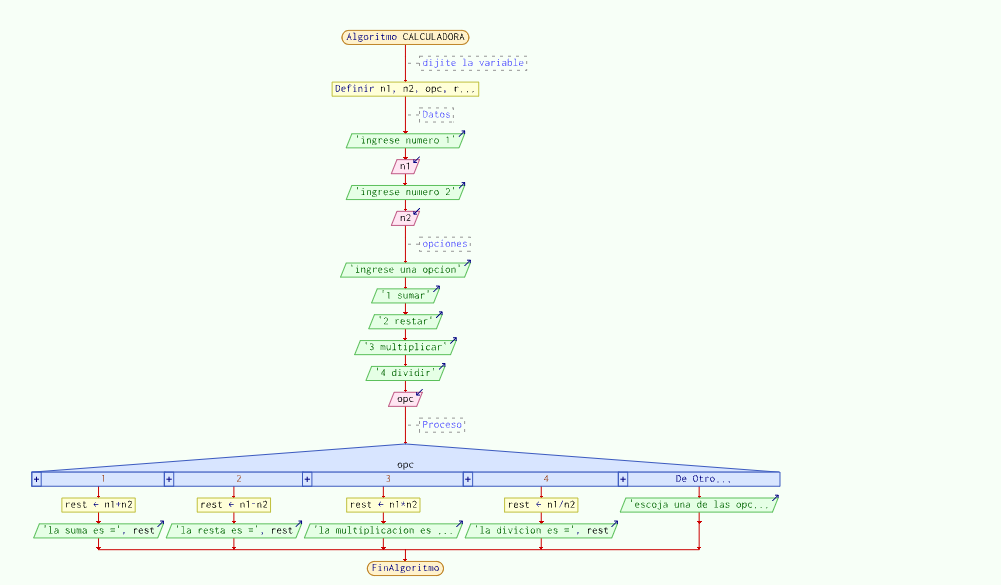 Algoritmo CALCULADORA
dijite la variable
Definir n1, n2, opc, r...
Datos
'ingrese numero 1'
n1
'ingrese numero 2'
n2
opciones
'ingrese una opcion'
'1 sumar'
'2 restar'
'3 multiplicar'
'4 dividir'
opc
Proceso
opc
+ 1 + 2 + 3 + 4 + De Otro...
rest ← n1+n2 rest ← n1-n2 rest ← n1*n2 rest ← n1/n2 'escoja una de las opc...
'la suma es =', rest 'la resta es =', rest 'la multiplicacion es ... 'la divicion es =', rest
FinAlgoritmo